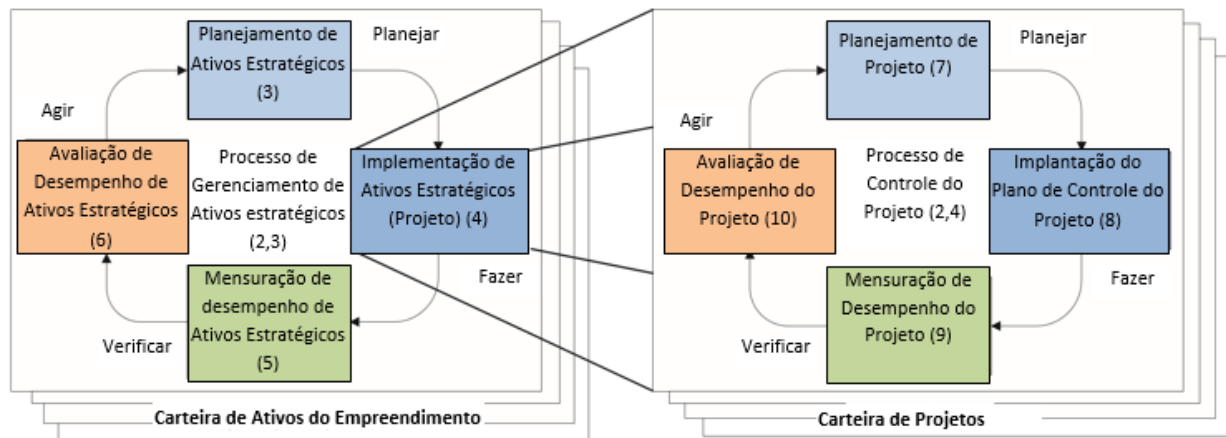 Planejamento de
Ativos Estratégicos
(3)
Planejar
Agir
Avaliação de
Desempenho de
Ativos Estratégicos
(6)
Processo de
Gerenciamento de
Ativos estratégicos
(2,3)
Implementação de
Ativos Estratégicos
(Projeto) (4)
Fazer
Mensuração de
desempenho de
Ativos Estratégicos
(5)
Verificar
Carteira de Ativos do Empreendimento
Planejamento de
Projeto (7)
Planejar
Agir
Avaliação de
Desempenho do
Projeto (10)
Processo de
Controle do
Projeto (2,4)
Implantação do
Plano de Controle do
Projeto (8)
Fazer
Mensuração de
Desempenho do
Projeto (9)
Verificar
Carteira de Projetos